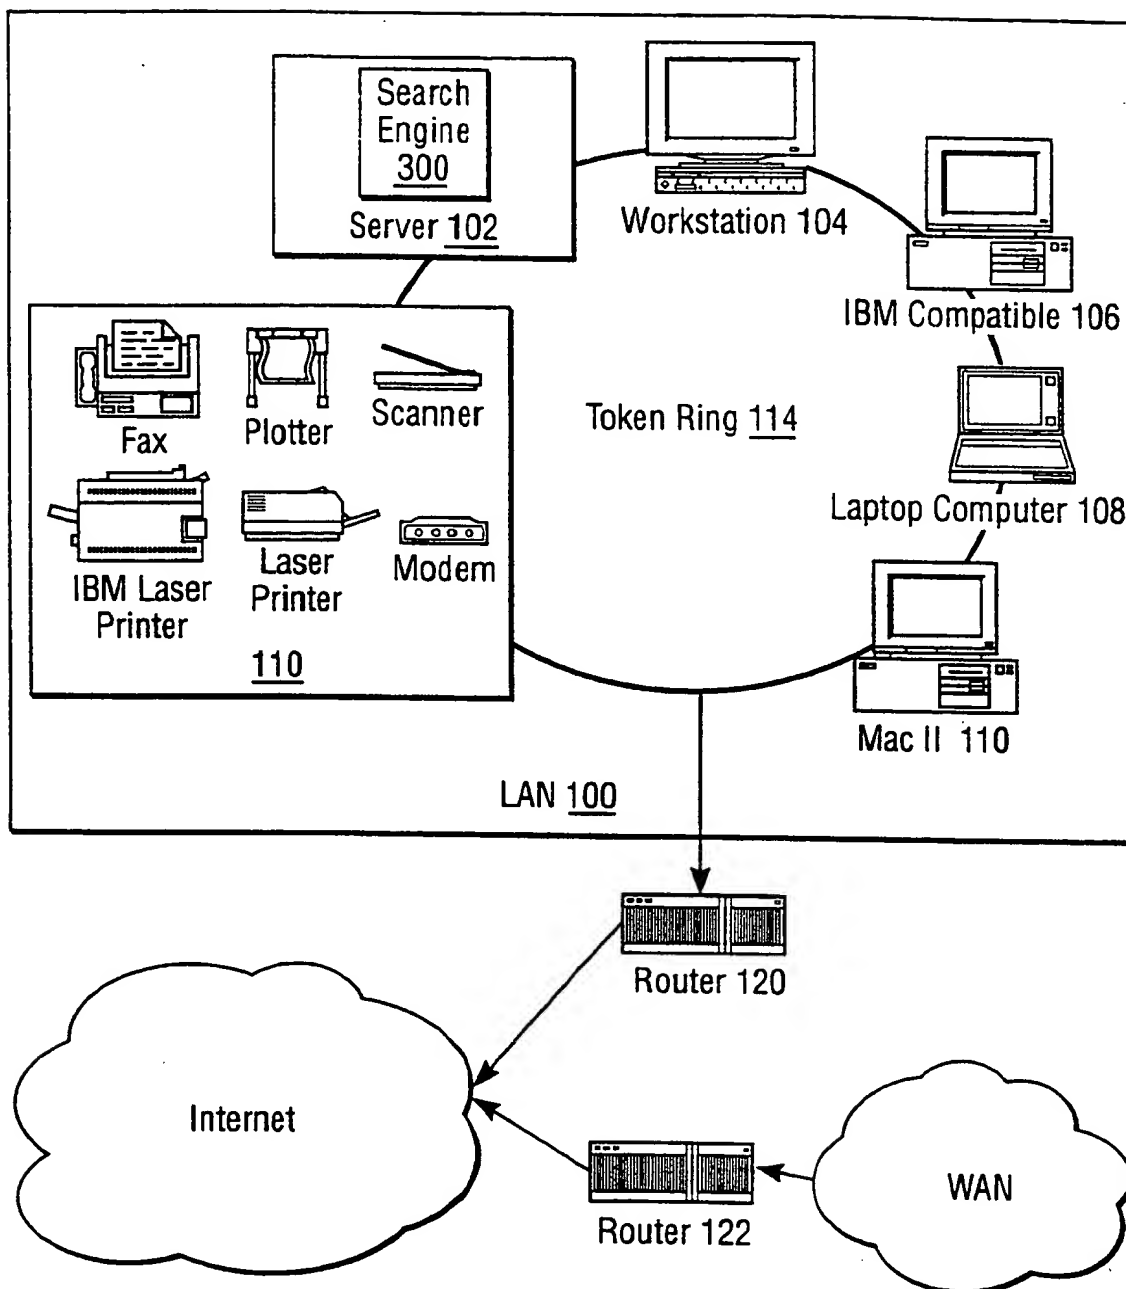 Search
Engine
300
Server 102
Workstation 104
IBM Compatible 106
Fax
Plotter
Scanner
Token Ring 114
Laptop Computer 108
IBM Laser
Printer
Laser
Printer
Modem
110
Mac II 110
LAN 100
Router 120
Internet
Router 122
WAN